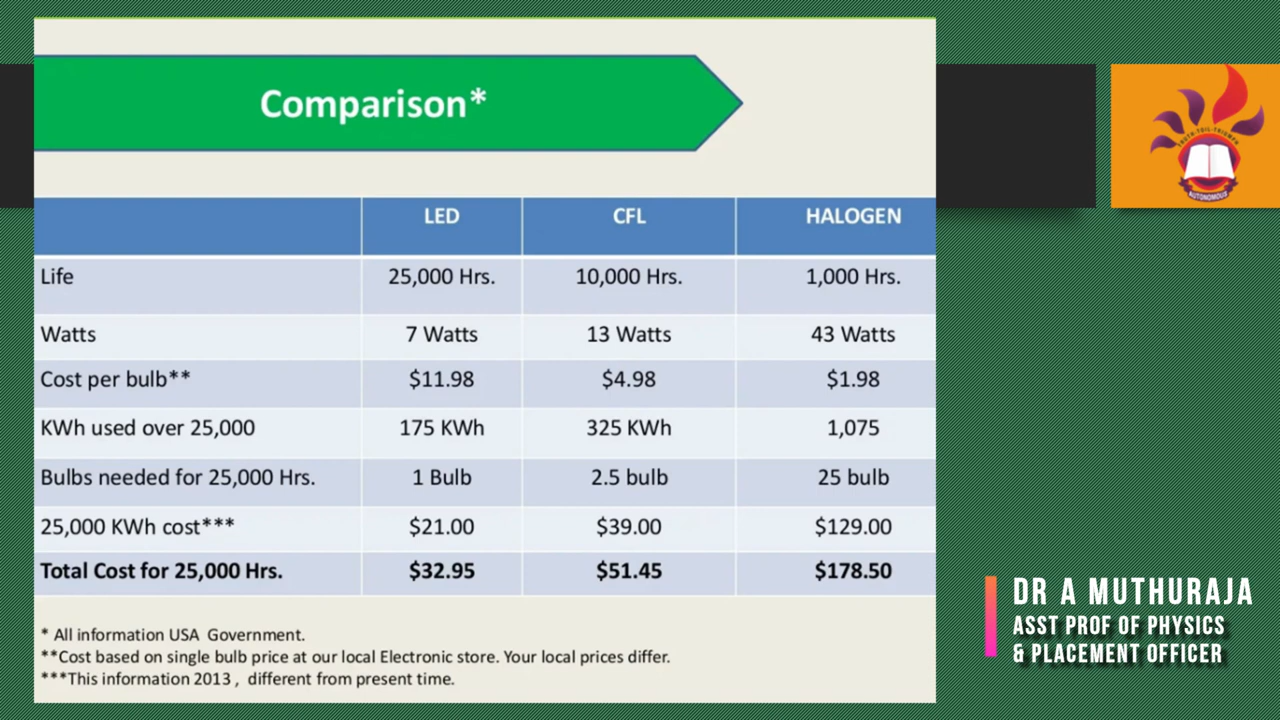 Comparison*
LED CFL HALOGEN
Life 25,000 Hrs. 10,000 Hrs. 1,000 Hrs.
Watts 7 Watts 13 Watts 43 Watts
Cost per bulb** $11.98 $4.98 $1.98
KWh used over 25,000 175 KWh 325 KWh 1,075
Bulbs needed for 25,000 Hrs. 1 Bulb 2.5 bulb 25 bulb
25,000 KWh cost*** $21.00 $39.00 $129.00
Total Cost for 25,000 Hrs. $32.95 $51.45 $178.50
* All information USA Government.
**Cost based on single bulb price at our local Electronic store. Your local prices differ.
***This information 2013 , different from present time.
TRUTH-TOIL-TRIUMPH
AUTONOMOUS
DR A MUTHURAJA
ASST PROF OF PHYSICS
& PLACEMENT OFFICER